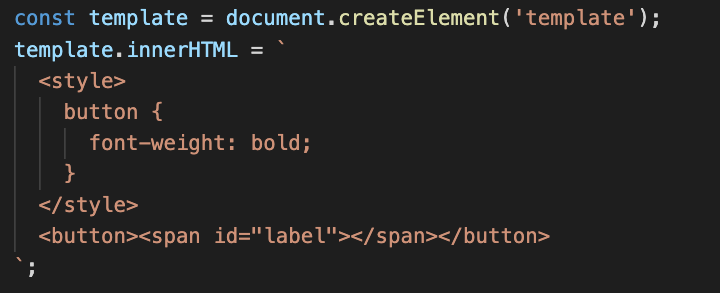 const template = document.createElement('template');
template.innerHTML = `
  <style>
    button {
      font-weight: bold;
    }
  </style>
  <button><span id="label"></span></button>
`;